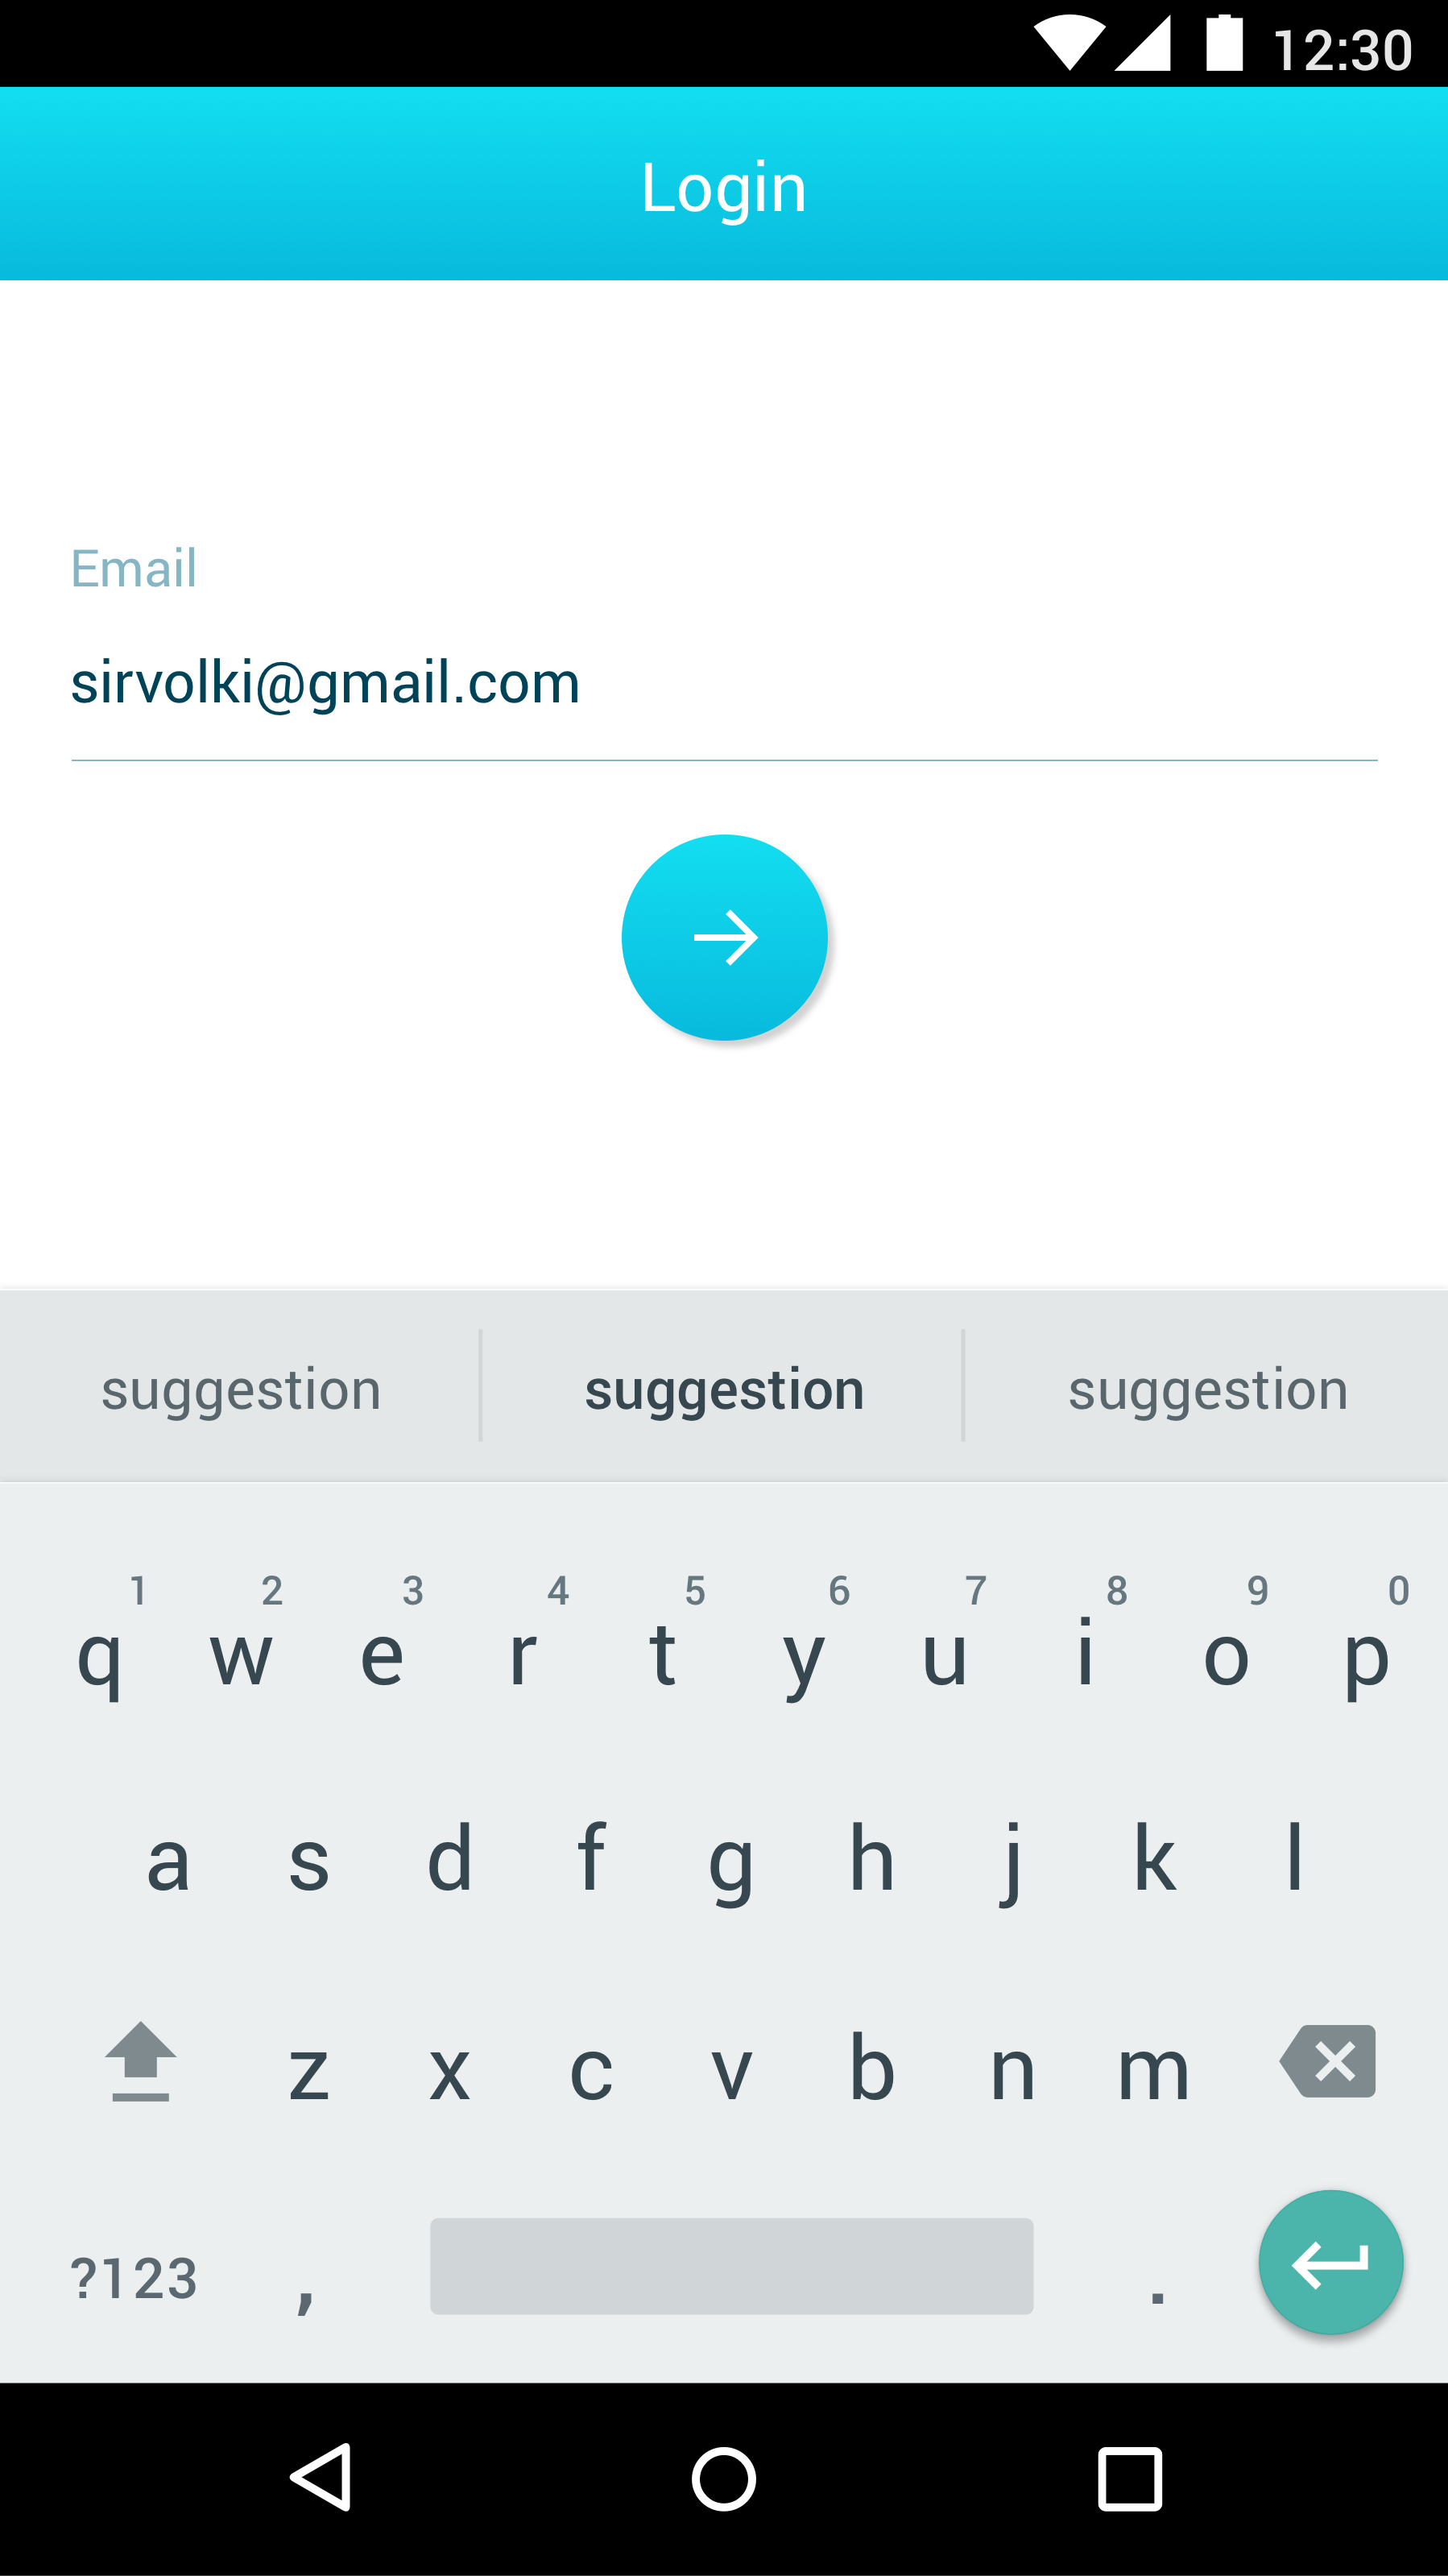 12:30
Login
Email
sirvolki@gmail.com
suggestion suggestion suggestion
1 2 3 4 5 6 7 8 9 0
q w e r t y u i o p
a s d f g h j k l
z x c v b n m
?123 , .